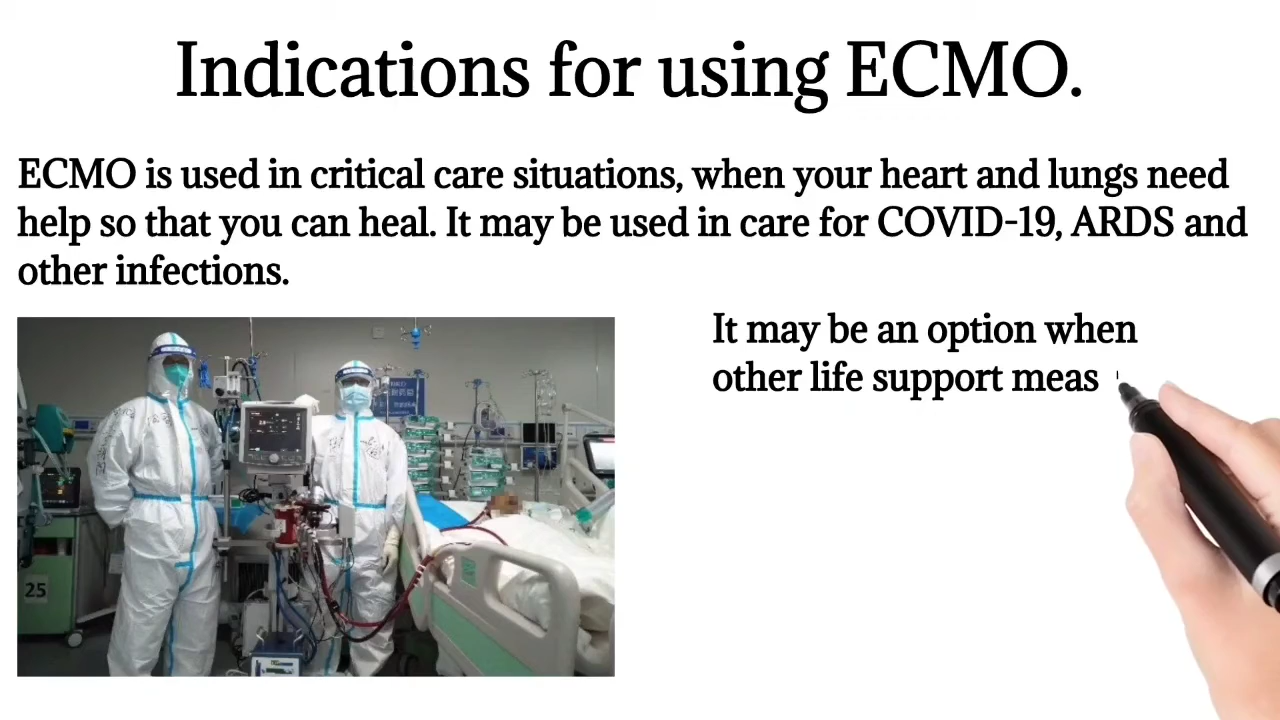 Indications for using ECMO.
ECMO is used in critical care situations, when your heart and lungs need
help so that you can heal. It may be used in care for COVID-19, ARDS and
other infections.
It may be an option when
other life support meas
25